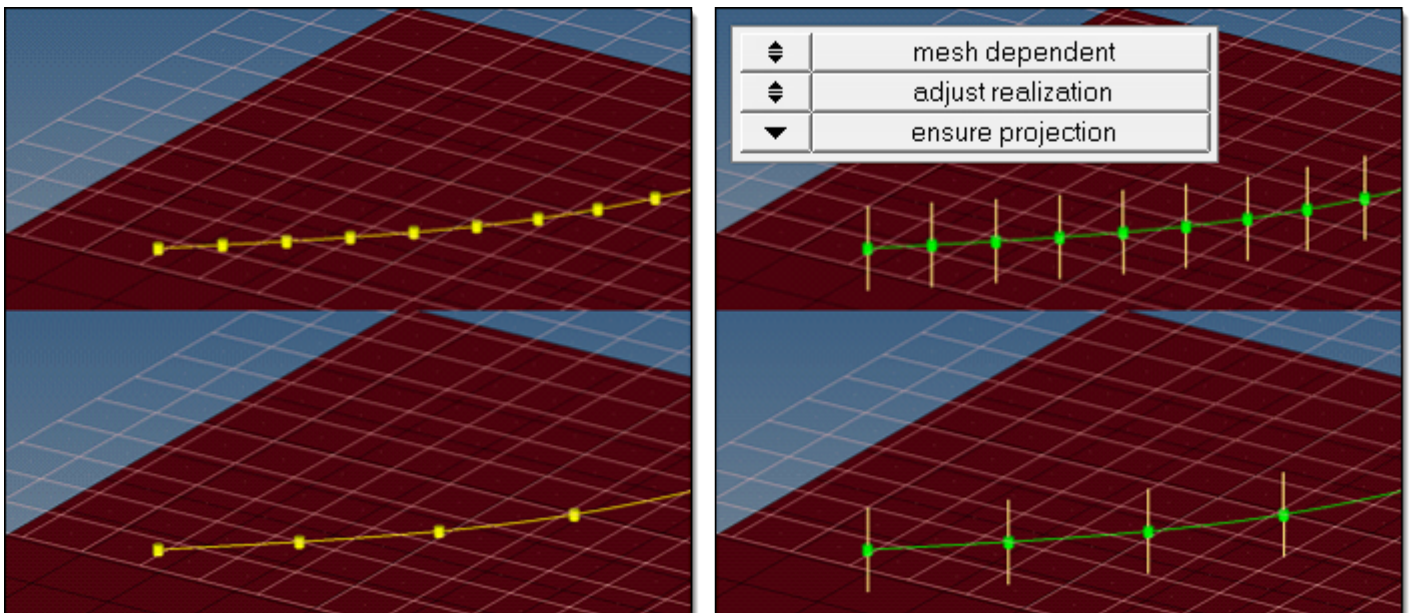 mesh dependent
adjust realization
ensure projection